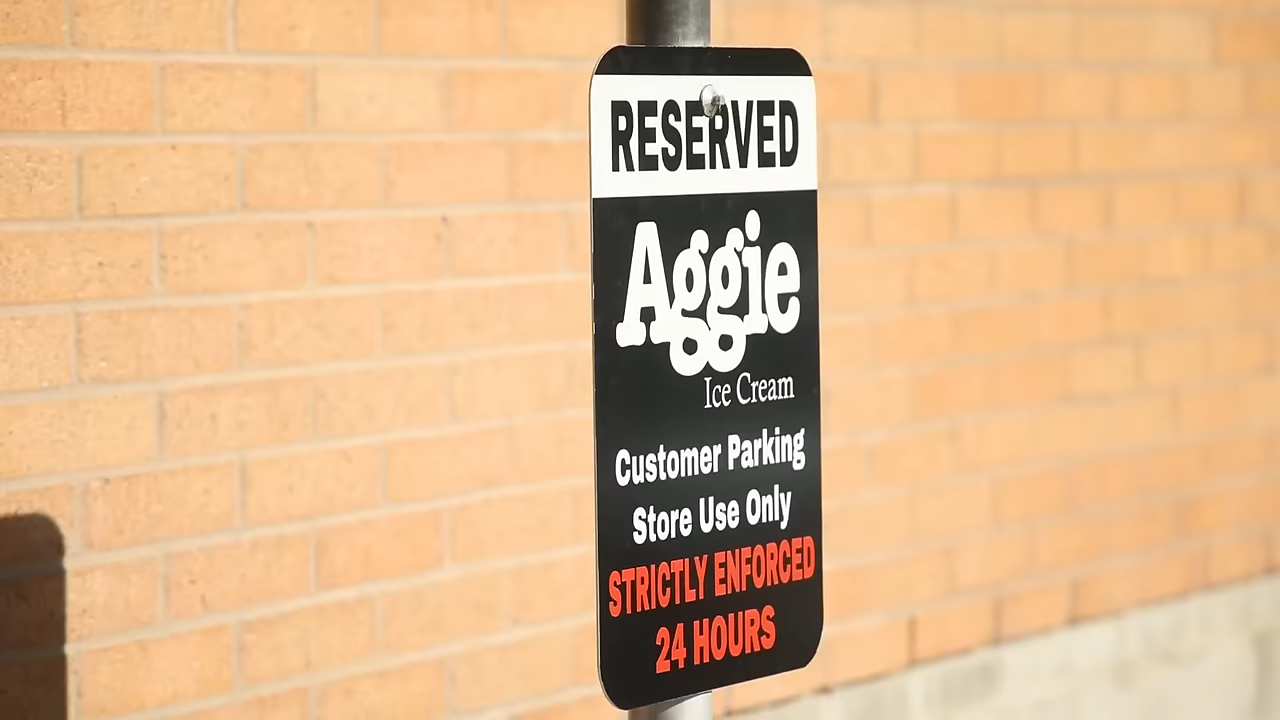 RESERVED
Aggie
Ice Cream
Customer Parking
Store Use Only
STRICTLY ENFORCED
24 HOURS